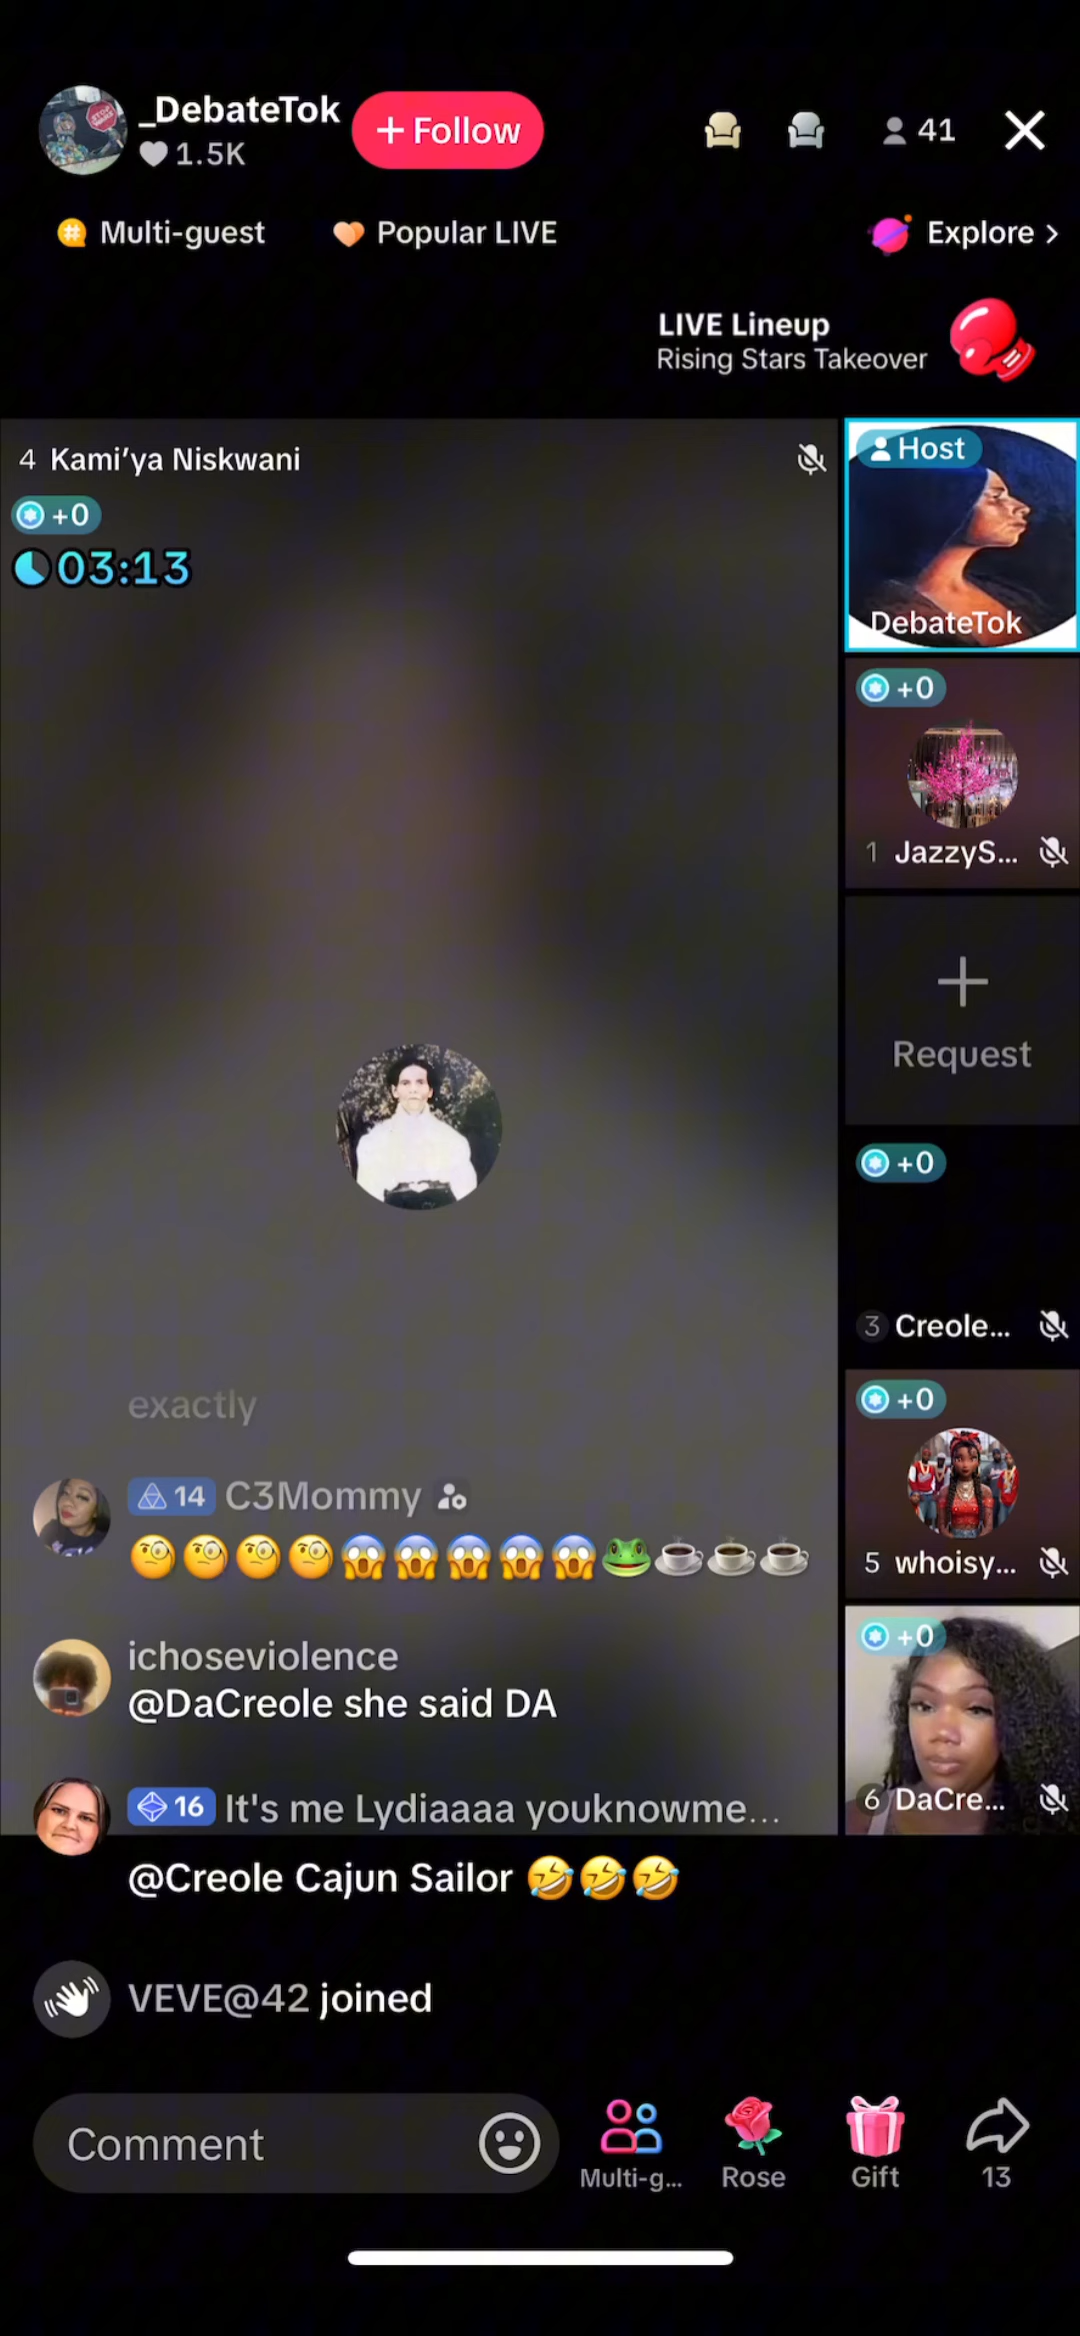 _DebateTok
+ Follow
41
1.5K
Multi-guest
Popular LIVE
Explore >
LIVE Lineup
Rising Stars Takeover
4 Kami'ya Niskwani
+0
03:13
Host
DebateTok
+0
1 JazzyS...
Request
+0
3 Creole...
+0
5 whoisy...
+0
6 DaCre...
exactly
14 C3Mommy
🧐🧐🧐🧐😱😱😱😱😱🐸☕☕☕
ichoseviolence
@DaCreole she said DA
16 It's me Lydiaaaa youknowme...
@Creole Cajun Sailor 🤣🤣🤣
VEVE@42 joined
Comment
Multi-g...
Rose
Gift
13